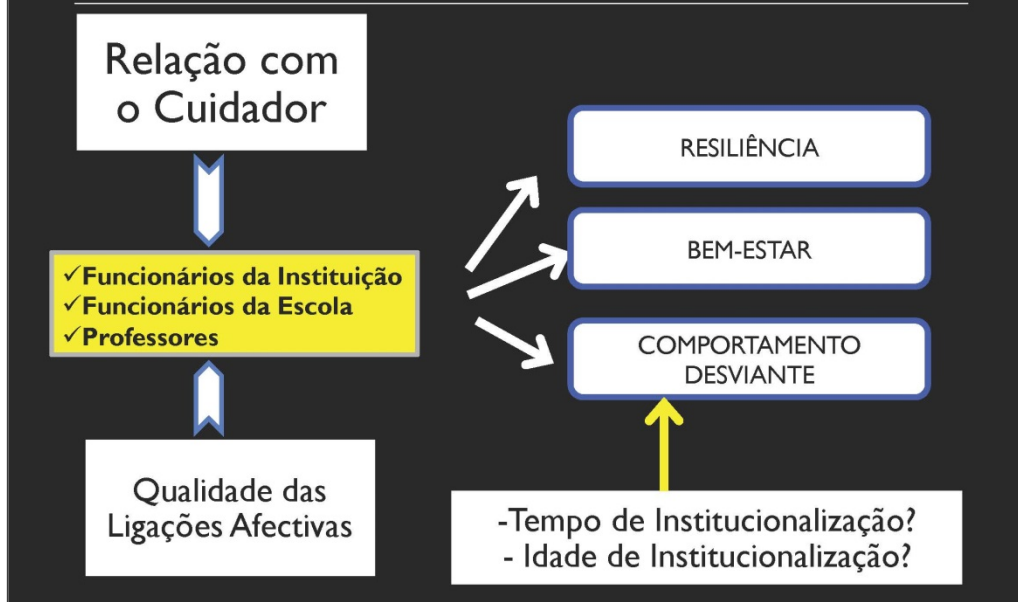 Relação com
o Cuidador
✓Funcionários da Instituição
✓Funcionários da Escola
✓Professores
Qualidade das
Ligações Afectivas
RESILIÊNCIA
BEM-ESTAR
COMPORTAMENTO
DESVIANTE
-Tempo de Institucionalização?
- Idade de Institucionalização?